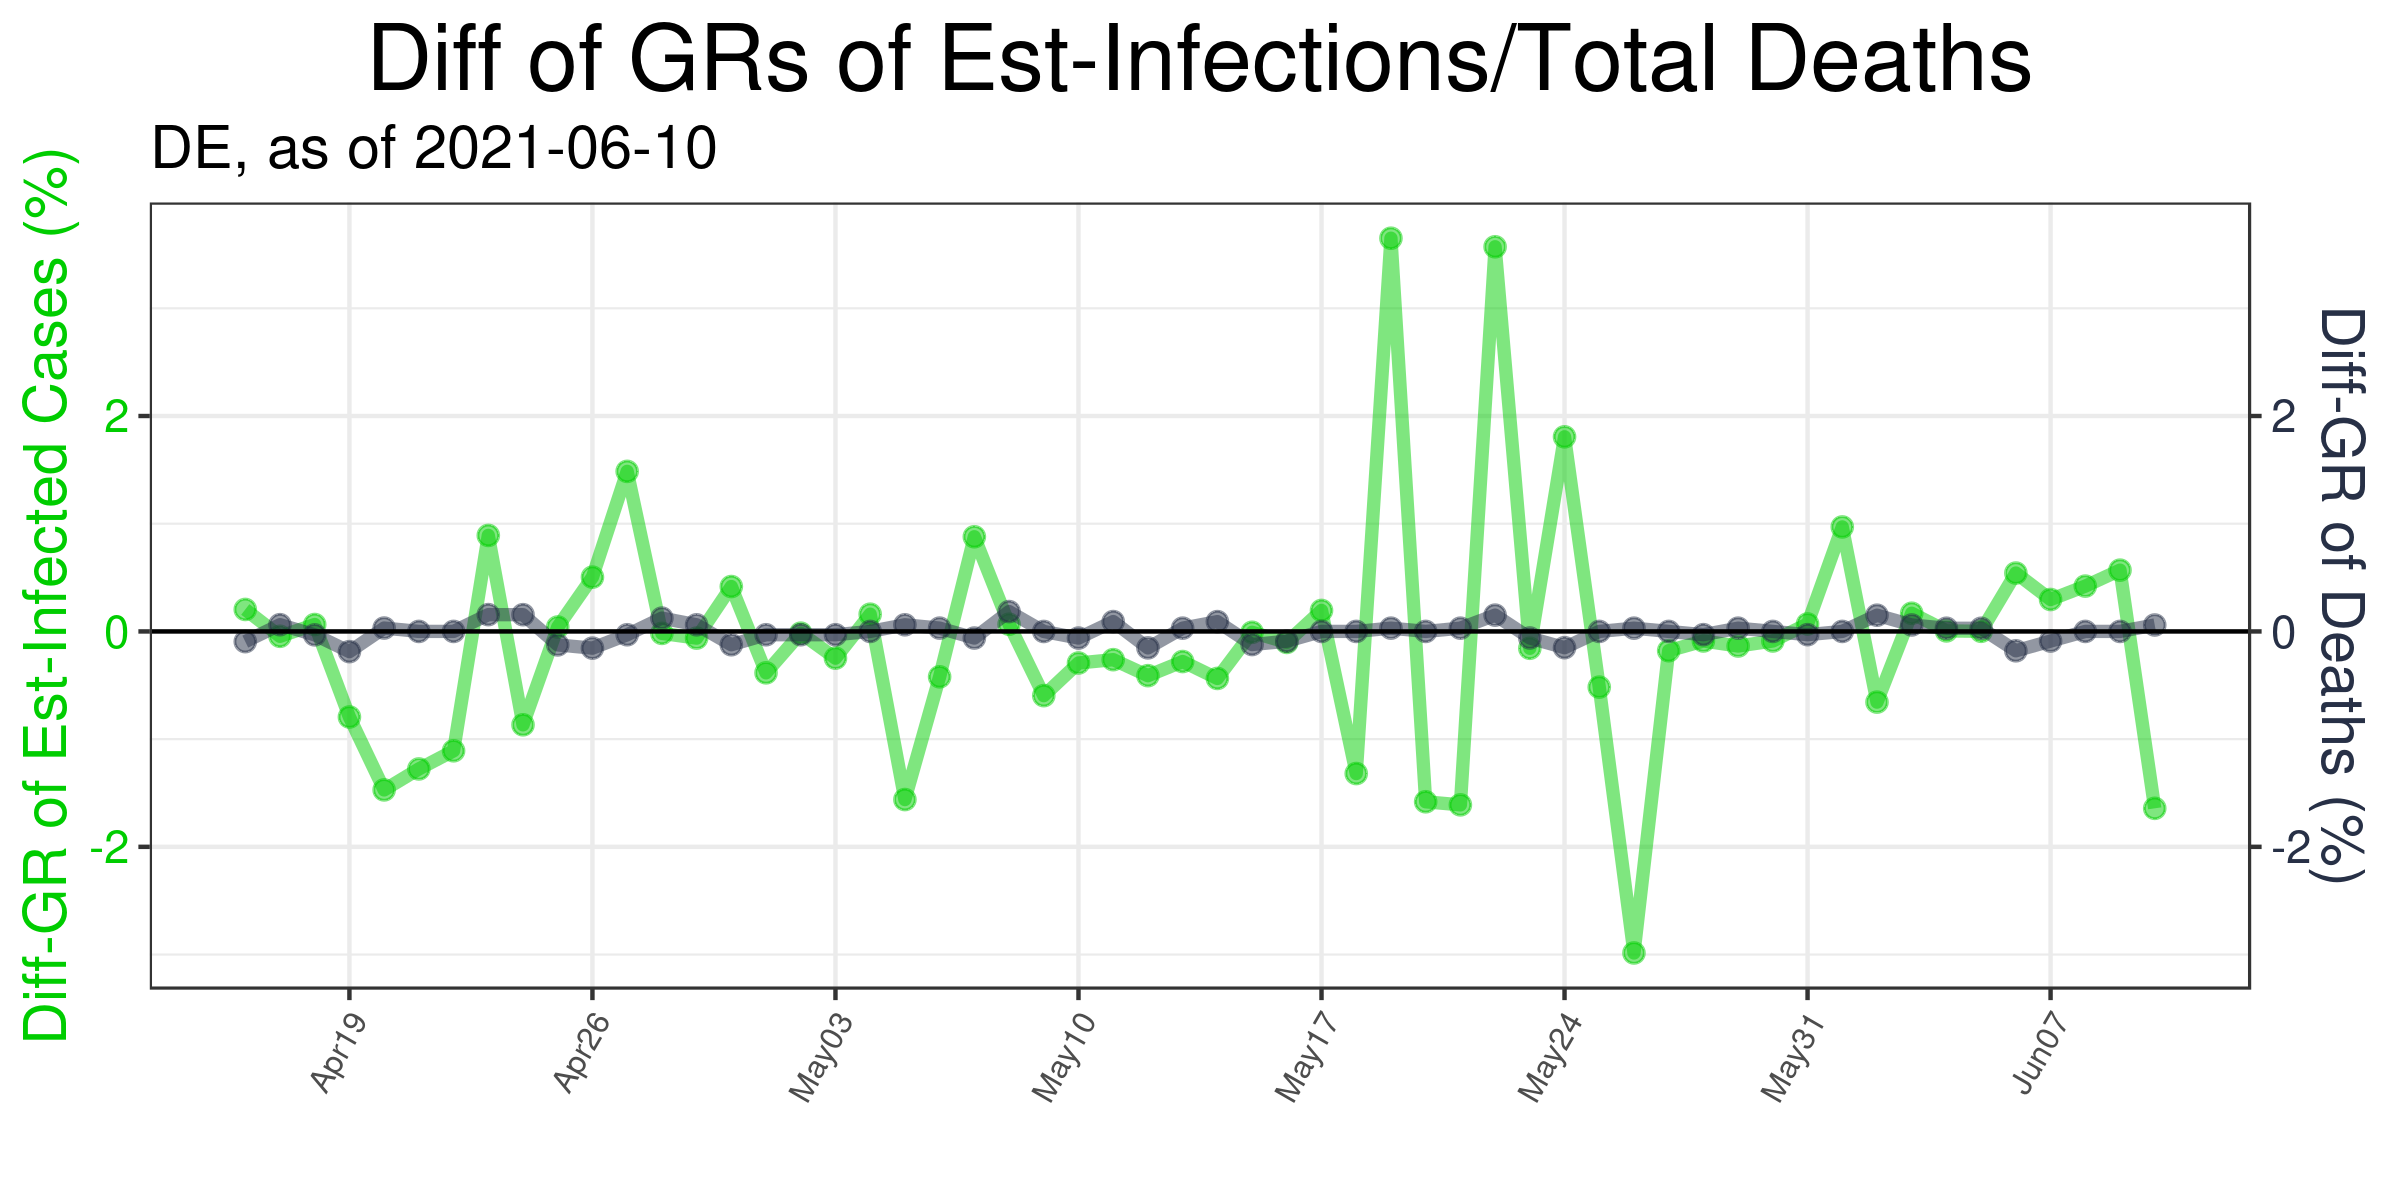 Diff of GRs of Est-Infections/Total Deaths
DE, as of 2021-06-10
Diff-GR of Est-Infected Cases (%)
2
0
-2
2
0
-2
Diff-GR of Deaths (%)
Apr19
Apr26
May03
May10
May17
May24
May31
Jun07